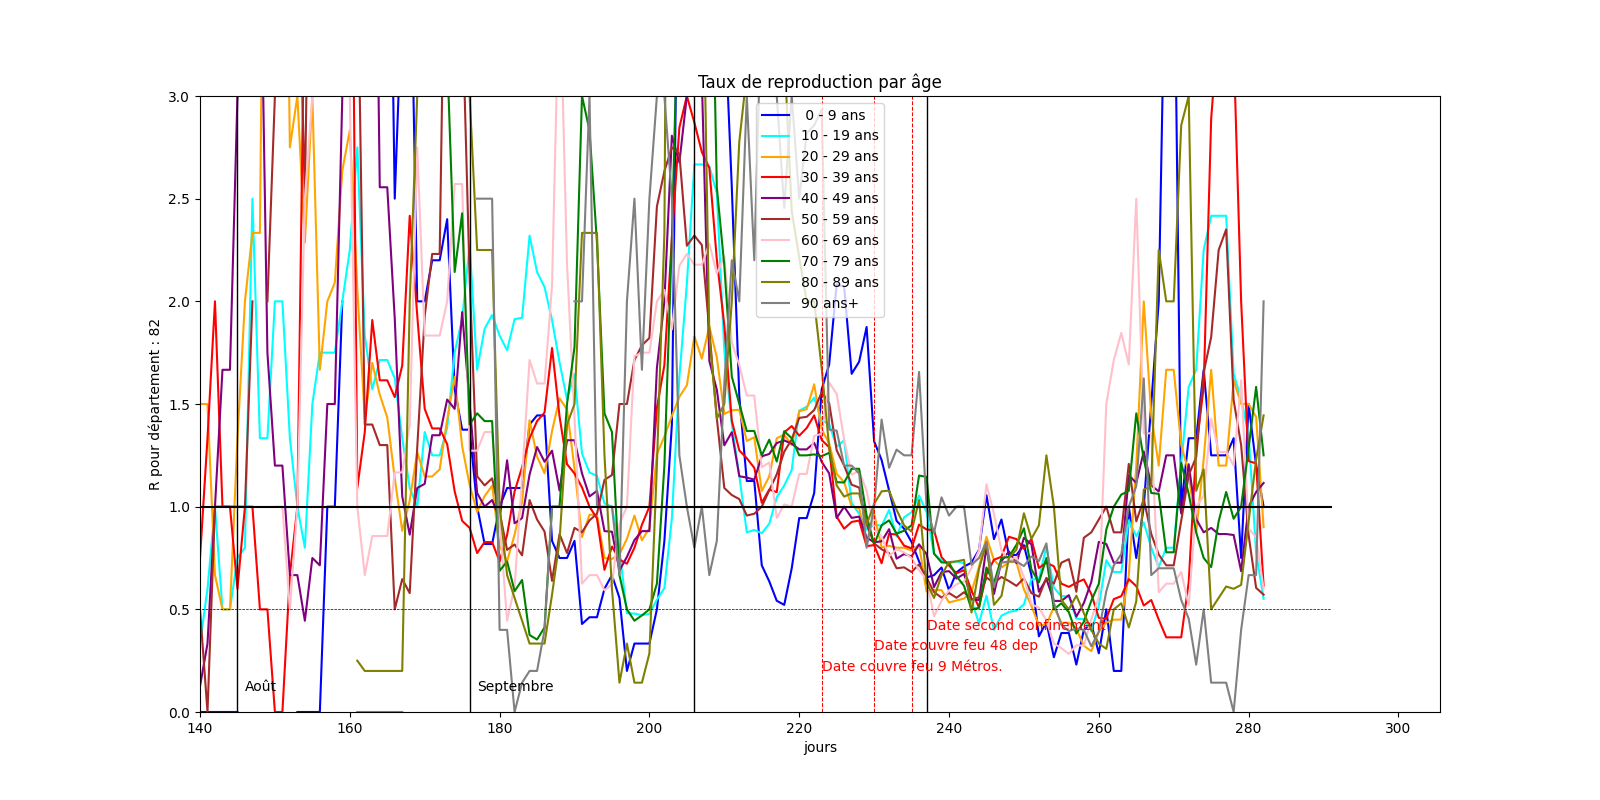 Taux de reproduction par âge
R pour département : 82
3.0
2.5
2.0
1.5
1.0
0.5
0.0
0 - 9 ans
10 - 19 ans
20 - 29 ans
30 - 39 ans
40 - 49 ans
50 - 59 ans
60 - 69 ans
70 - 79 ans
80 - 89 ans
90 ans+
Date second confinement
Date couvre feu 48 dep
Date couvre feu 9 Métros.
Août
Septembre
140
160
180
200
220
240
260
280
300
jours